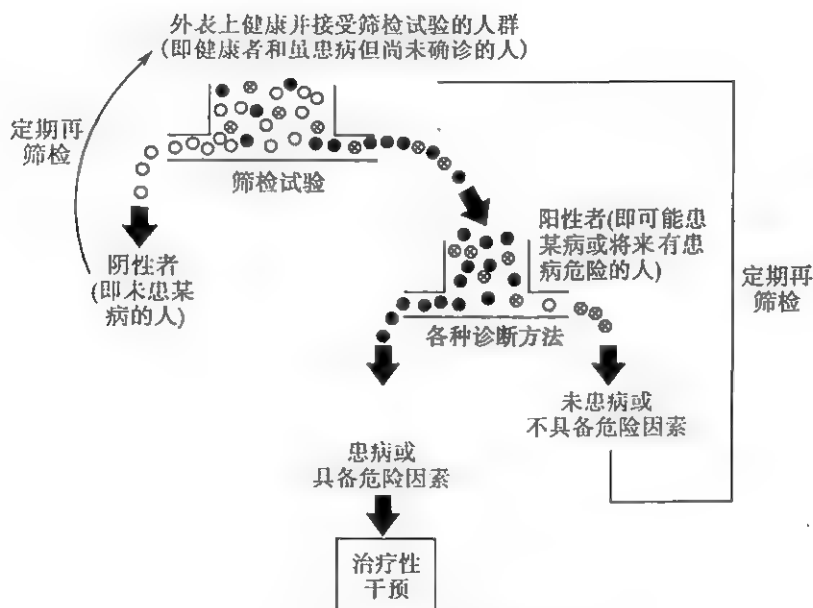 外表上健康并接受筛检试验的人群
(即健康者和虽患病但尚未确诊的人)
定期再
筛检
筛检试验
阴性者
(即未患某
病的人)
阳性者(即可能患
某病或将来有患
病危险的人)
定期再
筛检
各种诊断方法
未患病或
不具备危险因素
患病或
具备危险因素
治疗性
干预